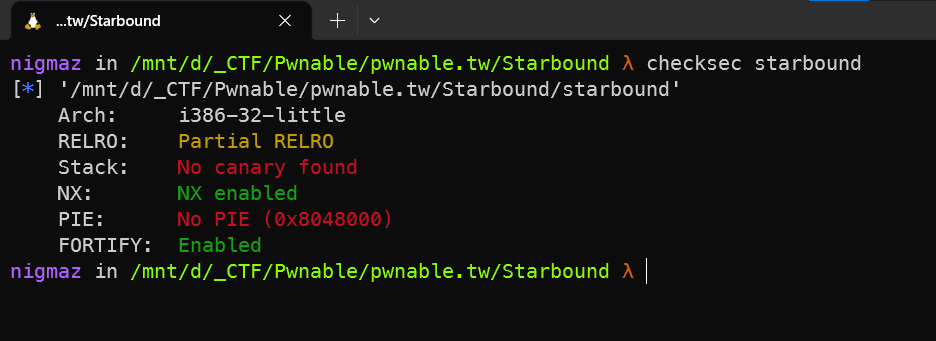 ...tw/Starbound
nigmaz in /mnt/d/_CTF/Pwnable/pwnable.tw/Starbound λ checksec starbound
[*] '/mnt/d/_CTF/Pwnable/pwnable.tw/Starbound/starbound'
    Arch:     i386-32-little
    RELRO:    Partial RELRO
    Stack:    No canary found
    NX:       NX enabled
    PIE:      No PIE (0x8048000)
    FORTIFY:  Enabled
nigmaz in /mnt/d/_CTF/Pwnable/pwnable.tw/Starbound λ